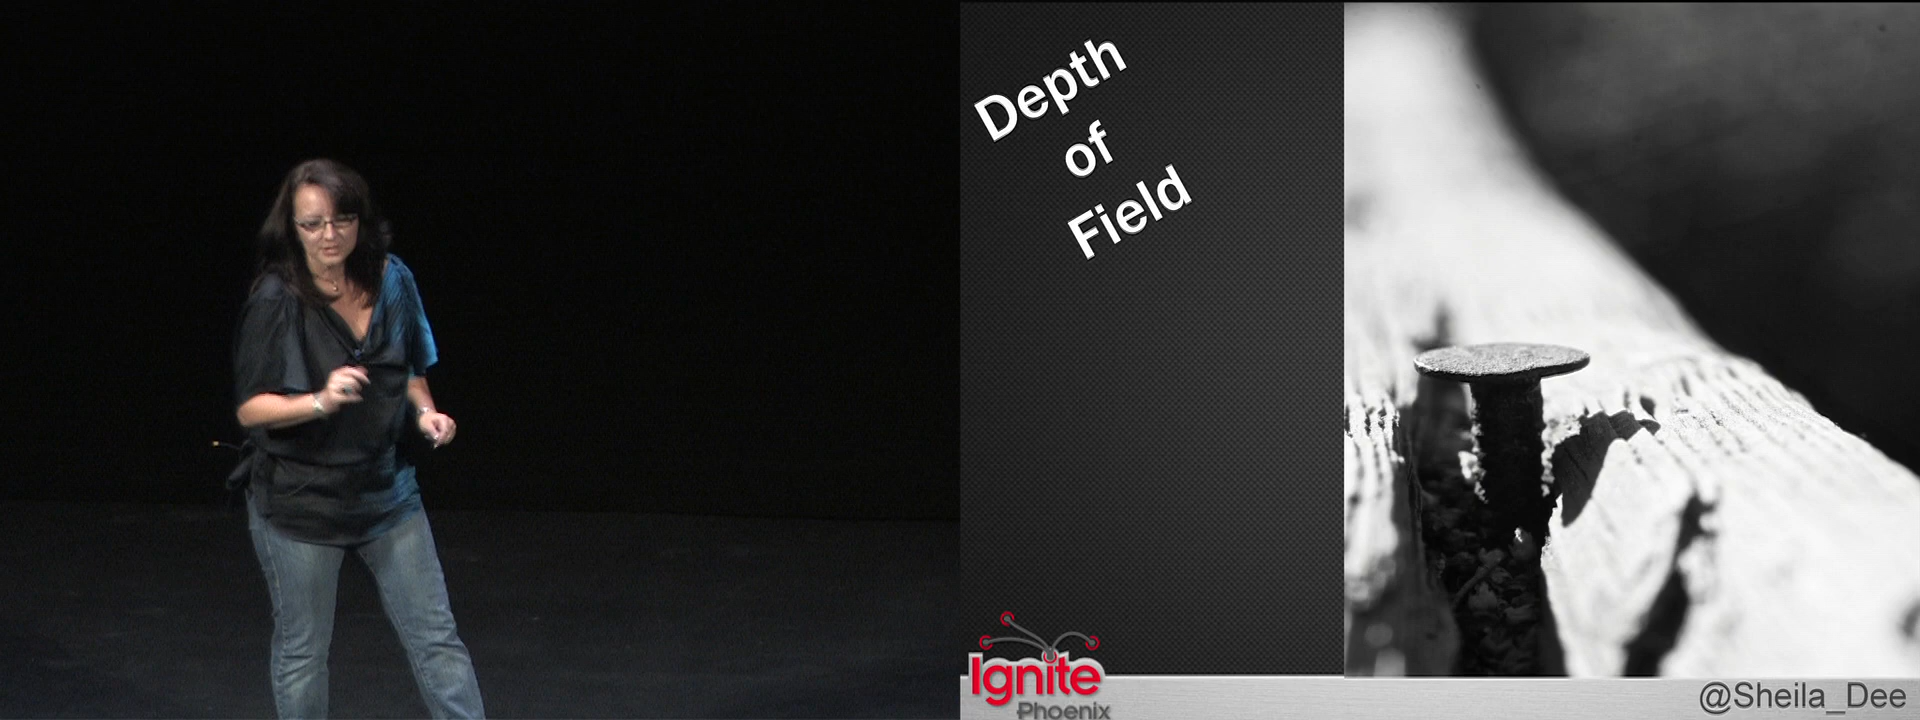 Depth
of
Field
Ignite
Phoenix
@Sheila_Dee